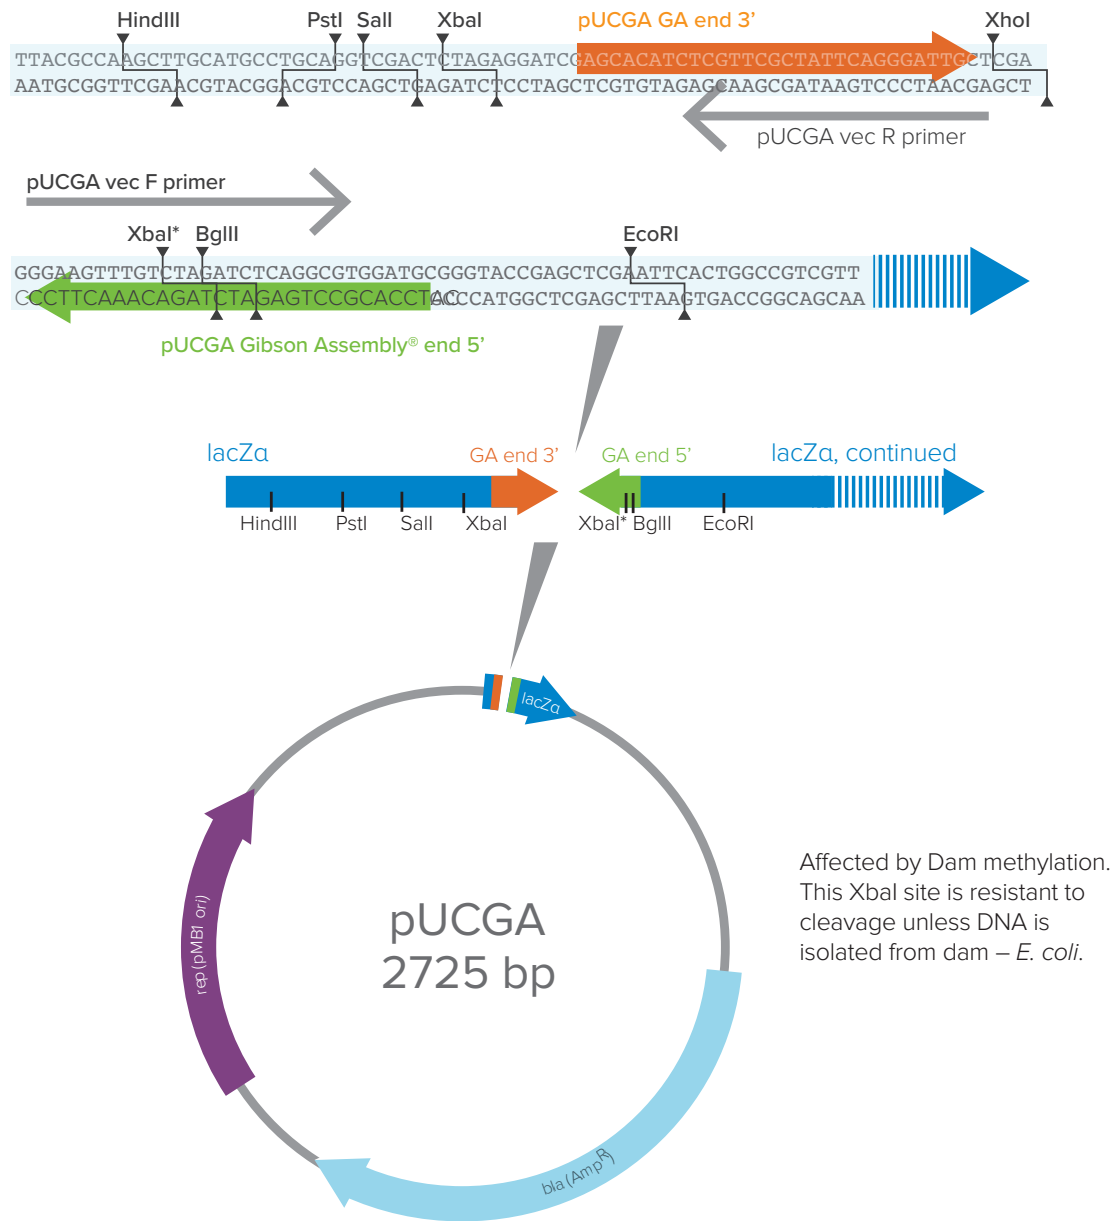 HindIII PstI SalI XbaI pUCGA GA end 3’ XhoI
TTACGCCAAGCTTGCATGCCTGCAGGTCGACTCTAGAGGATCGAGCACATCTCGTTCGCTATTCAGGGATTGCTCGA
AATGCGGTTCGAACGTACGGACGTCCAGCTGAGATCTCCTAGCTCGTGTAGAGCAAGCGATAAGTCCCTAACGAGCT
pUCGA vec R primer
pUCGA vec F primer
XbaI* BglII EcoRI
GGGAAGTTTGTCTAGATCTCAGGCGTGGATGCGGGTACCGAGCTCGAATTCACTGGCCGTCGTT
CCCTTCAAACAGATCTAGAGTCCGCACCTACGCCCATGGCTCGAGCTTAAGTGACCGGCAGCAA
pUCGA Gibson Assembly® end 5’
lacZα GA end 3’ GA end 5’ lacZα, continued
HindIII PstI SalI XbaI XbaI* BglII EcoRI
lacZα
rep (pMB1 ori)
pUCGA
2725 bp
Affected by Dam methylation.
This XbaI site is resistant to
cleavage unless DNA is
isolated from dam – E. coli.
bla (AmpR)